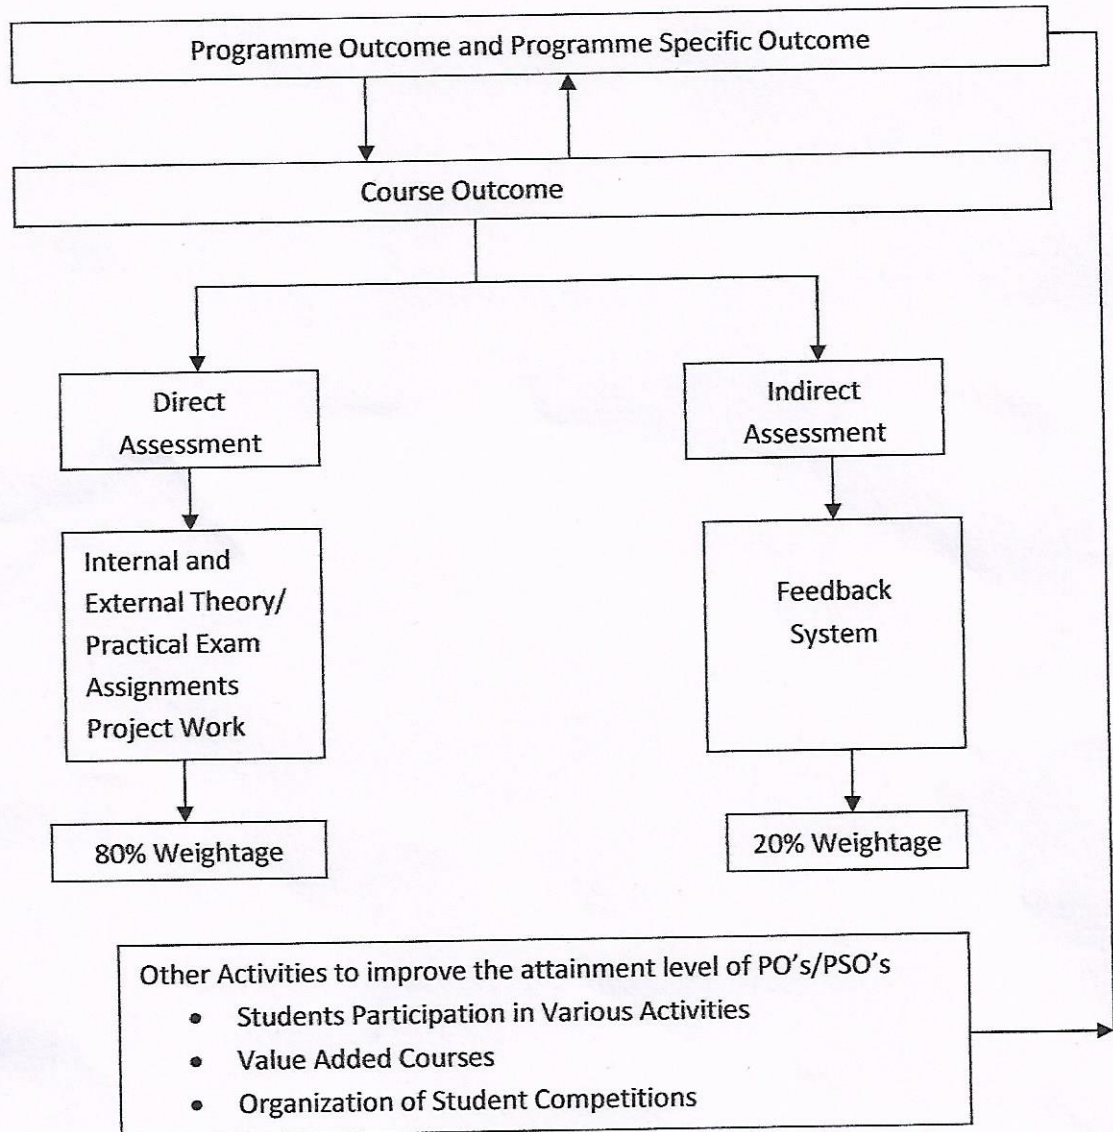 Programme Outcome and Programme Specific Outcome
Course Outcome
Direct
Assessment
Indirect
Assessment
Internal and
External Theory/
Practical Exam
Assignments
Project Work
Feedback
System
80% Weightage
20% Weightage
Other Activities to improve the attainment level of PO's/PSO's
• Students Participation in Various Activities
• Value Added Courses
• Organization of Student Competitions